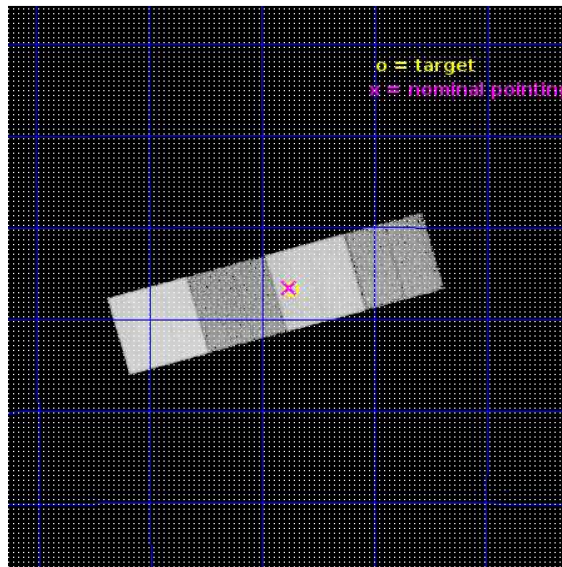 o = target
x = nominal pointing